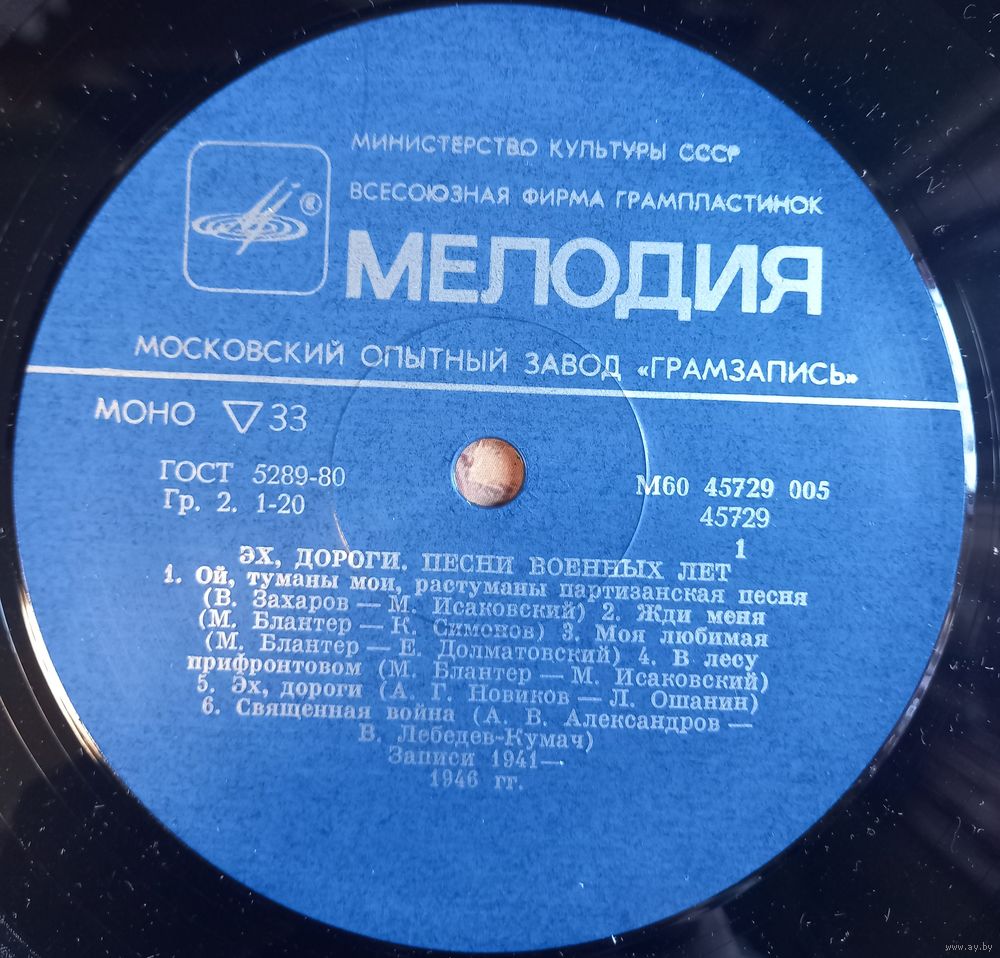 МИНИСТЕРСТВО КУЛЬТУРЫ СССР
ВСЕСОЮЗНАЯ ФИРМА ГРАМПЛАСТИНОК
®
МЕЛОДИЯ
МОСКОВСКИЙ ОПЫТНЫЙ ЗАВОД «ГРАМЗАПИСЬ»
МОНО ▽ 33
ГОСТ 5289-80
Гр. 2. 1-20
М60 45729 005
45729
1
ЭХ, ДОРОГИ. ПЕСНИ ВОЕННЫХ ЛЕТ
1. Ой, туманы мои, растуманы партизанская песня
(В. Захаров — М. Исаковский) 2. Жди меня
(М. Блантер — К. Симонов) 3. Моя любимая
(М. Блантер — Е. Долматовский) 4. В лесу
прифронтовом (М. Блантер — М. Исаковский)
5. Эх, дороги (А. Г. Новиков — Л. Ошанин)
6. Священная война (А. В. Александров —
В. Лебедев-Кумач)
Записи 1941—
1946 гг.
www.ay.by